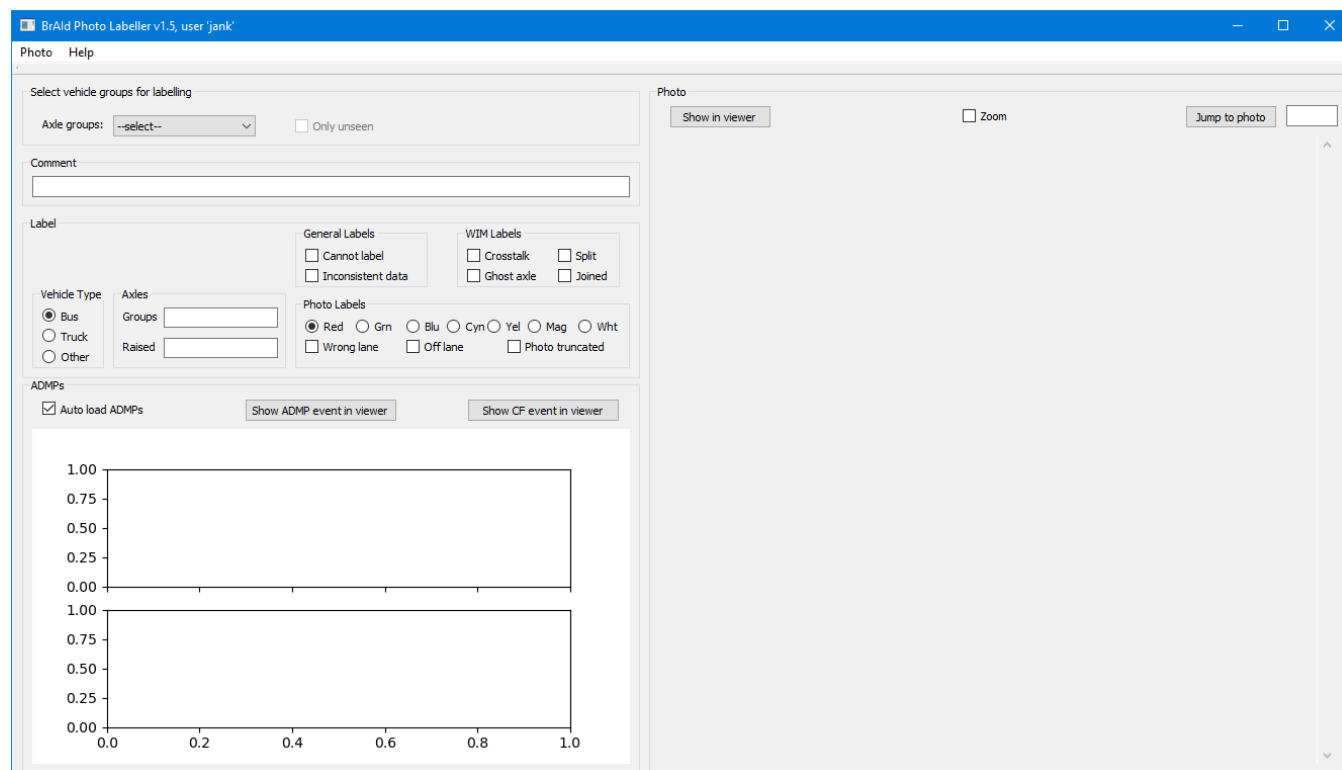 BrAId Photo Labeller v1.5, user 'jank'
Photo Help
Select vehicle groups for labelling
Axle groups: --select-- Only unseen
Comment
Label
General Labels WIM Labels
Cannot label Crosstalk Split
Inconsistent data Ghost axle Joined
Vehicle Type Axles Photo Labels
Bus Groups Red Grn Blu Cyn Yel Mag Wht
Truck Raised Wrong lane Off lane Photo truncated
Other
ADMPs
Auto load ADMPs Show ADMP event in viewer Show CF event in viewer
1.00
0.75
0.50
0.25
0.00
1.00
0.75
0.50
0.25
0.00
0.0 0.2 0.4 0.6 0.8 1.0
Photo
Show in viewer Zoom Jump to photo